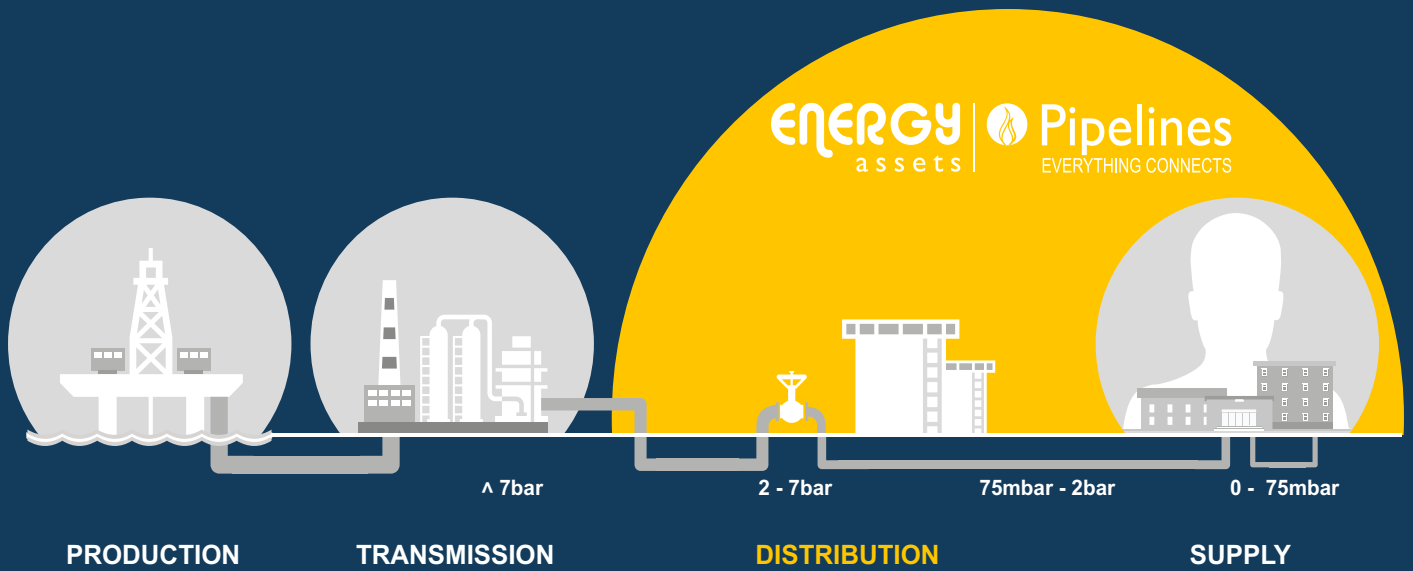 ENERGY assets | Pipelines
EVERYTHING CONNECTS
^ 7bar
2 - 7bar
75mbar - 2bar
0 - 75mbar
PRODUCTION
TRANSMISSION
DISTRIBUTION
SUPPLY